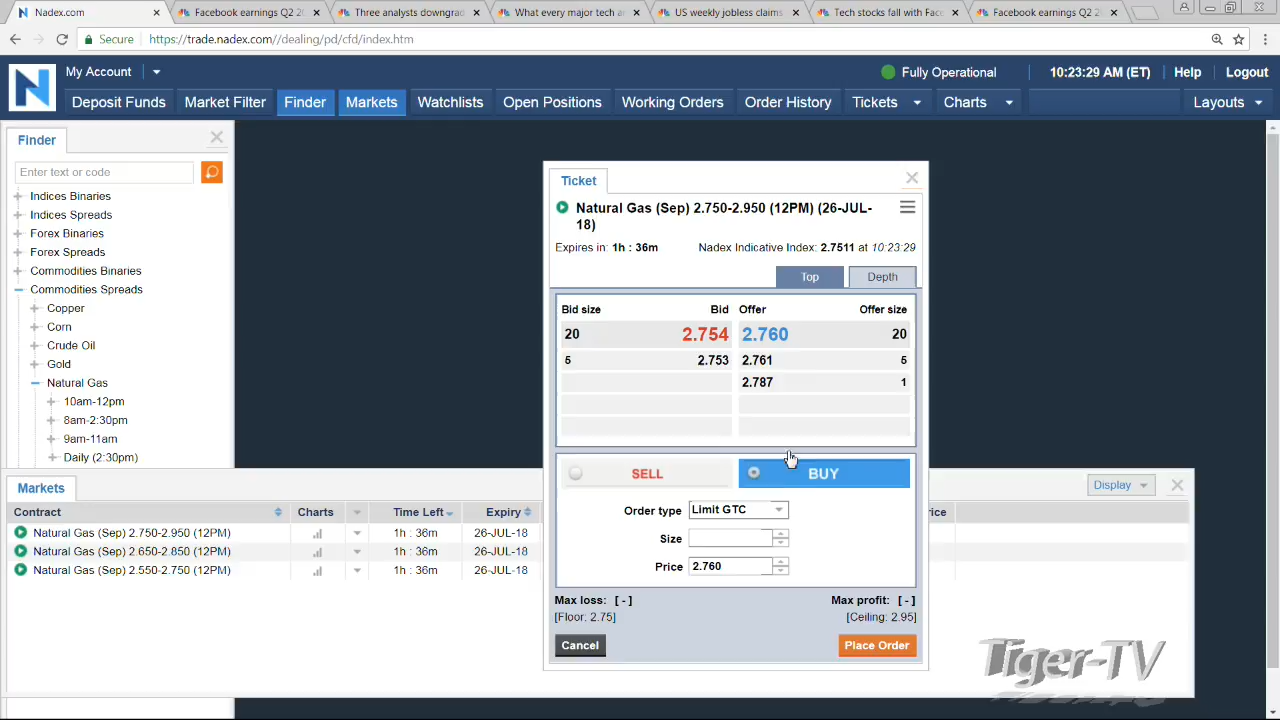 Nadex.com
Facebook earnings Q2 20
Three analysts downgrad
What every major tech an
US weekly jobless claims
Tech stocks fall with Face
Facebook earnings Q2 2
Secure
https://trade.nadex.com//dealing/pd/cfd/index.htm
N
My Account
Fully Operational
10:23:29 AM (ET)
Help
Logout
Deposit Funds
Market Filter
Finder
Markets
Watchlists
Open Positions
Working Orders
Order History
Tickets
Charts
Layouts
Finder
Enter text or code
Indices Binaries
Indices Spreads
Forex Binaries
Forex Spreads
Commodities Binaries
Commodities Spreads
Copper
Corn
Crude Oil
Gold
Natural Gas
10am-12pm
8am-2:30pm
9am-11am
Daily (2:30pm)
Ticket
Natural Gas (Sep) 2.750-2.950 (12PM) (26-JUL-
18)
Expires in: 1h : 36m
Nadex Indicative Index: 2.7511 at 10:23:29
Top
Depth
Bid size Bid Offer Offer size
20 2.754 2.760 20
5 2.753 2.761 5
2.787 1
SELL
BUY
Order type Limit GTC
Size
Price 2.760
Max loss: [ - ]
Max profit: [ - ]
[Floor: 2.75]
[Ceiling: 2.95]
Cancel
Place Order
Markets
Display
Contract Charts Time Left Expiry rice
Natural Gas (Sep) 2.750-2.950 (12PM) 1h : 36m 26-JUL-18
Natural Gas (Sep) 2.650-2.850 (12PM) 1h : 36m 26-JUL-18
Natural Gas (Sep) 2.550-2.750 (12PM) 1h : 36m 26-JUL-18
Tiger-TV